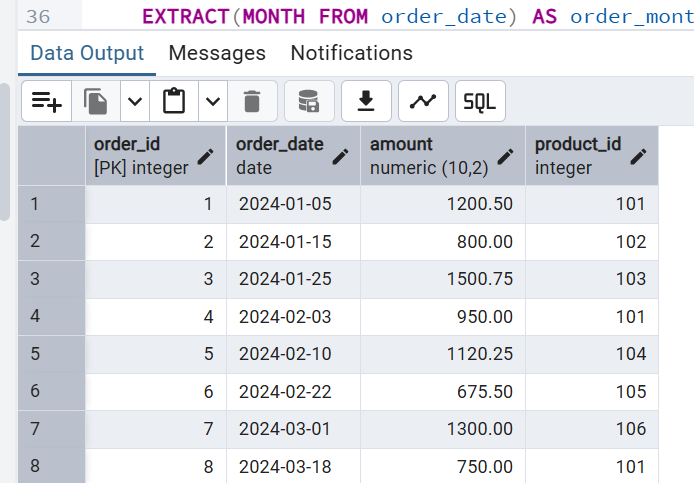 36 EXTRACT(MONTH FROM order_date) AS order_mont
Data Output Messages Notifications
SQL
order_id order_date amount product_id
[PK] integer date numeric (10,2) integer
1 1 2024-01-05 1200.50 101
2 2 2024-01-15 800.00 102
3 3 2024-01-25 1500.75 103
4 4 2024-02-03 950.00 101
5 5 2024-02-10 1120.25 104
6 6 2024-02-22 675.50 105
7 7 2024-03-01 1300.00 106
8 8 2024-03-18 750.00 101